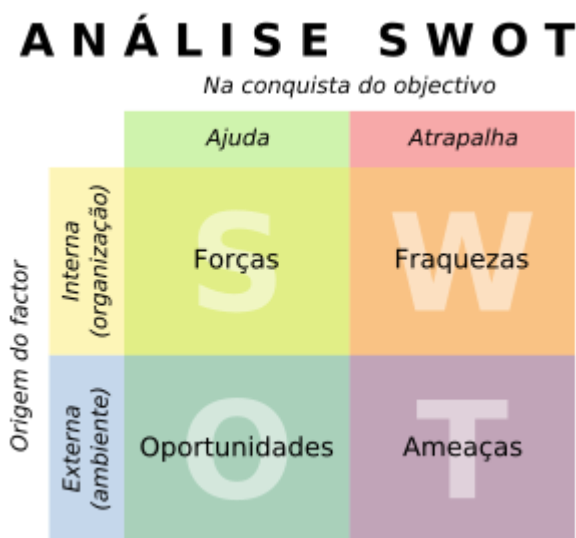 ANÁLISE SWOT
Na conquista do objectivo
Ajuda
Atrapalha
Origem do factor
Interna
(organização)
S
Forças
W
Fraquezas
Externa
(ambiente)
O
Oportunidades
T
Ameaças